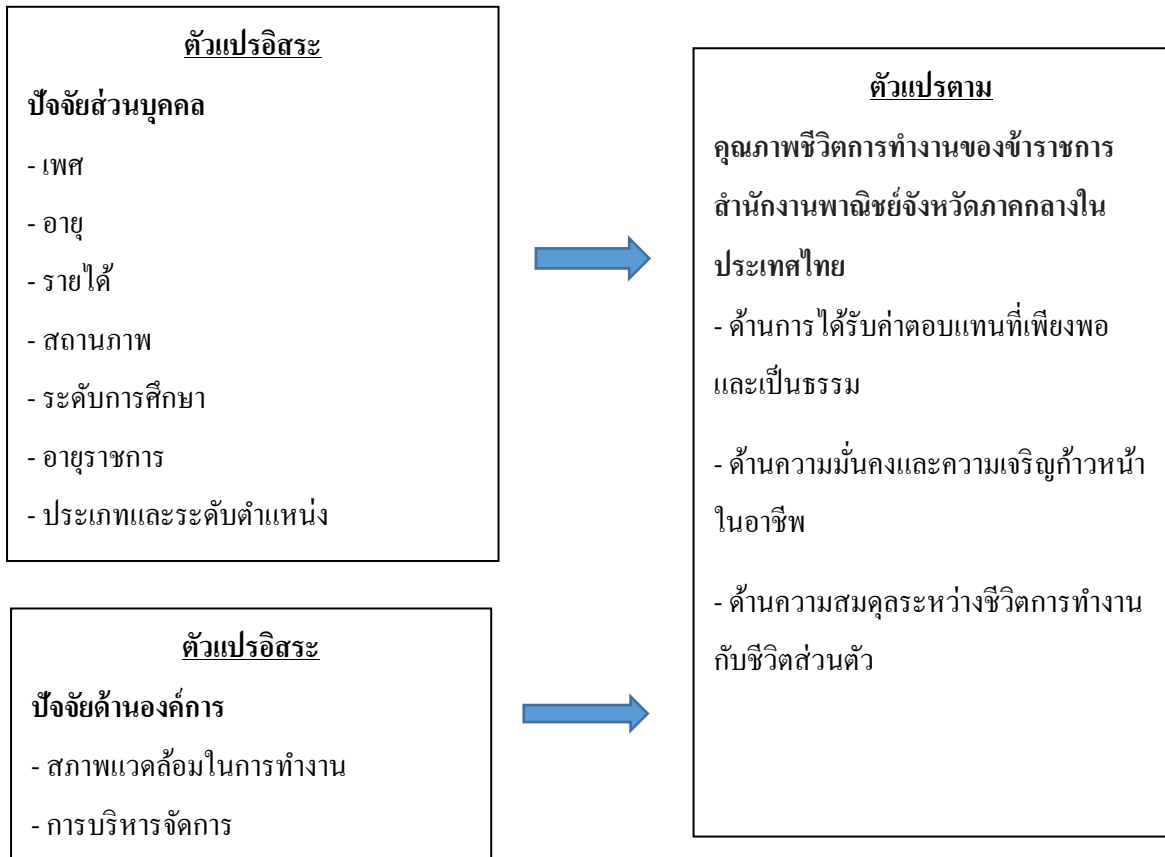 ตัวแปรอิสระ
ปัจจัยส่วนบุคคล
- เพศ
- อายุ
- รายได้
- สถานภาพ
- ระดับการศึกษา
- อายุราชการ
- ประเภทและระดับตำแหน่ง
ตัวแปรอิสระ
ปัจจัยด้านองค์การ
- สภาพแวดล้อมในการทำงาน
- การบริหารจัดการ
ตัวแปรตาม
คุณภาพชีวิตการทำงานของข้าราชการ
สำนักงานพาณิชย์จังหวัดภาคกลางใน
ประเทศไทย
- ด้านการได้รับค่าตอบแทนที่เพียงพอ
และเป็นธรรม
- ด้านความมั่นคงและความเจริญก้าวหน้า
ในอาชีพ
- ด้านความสมดุลระหว่างชีวิตการทำงาน
กับชีวิตส่วนตัว